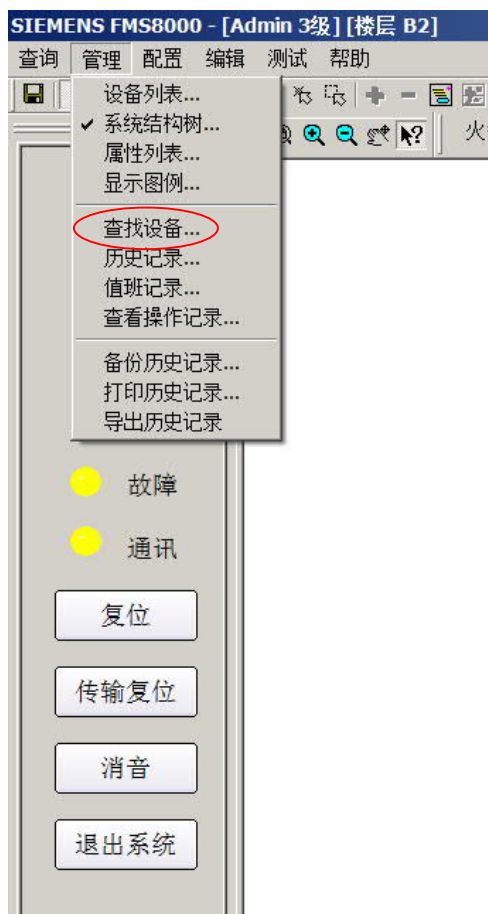 SIEMENS FMS8000 - [Admin 3级] [楼层 B2]
查询 管理 配置 编辑 测试 帮助
设备列表...
系统结构树...
属性列表...
显示图例...
火
查找设备...
历史记录...
值班记录...
查看操作记录...
备份历史记录...
打印历史记录...
导出历史记录
故障
通讯
复位
传输复位
消音
退出系统